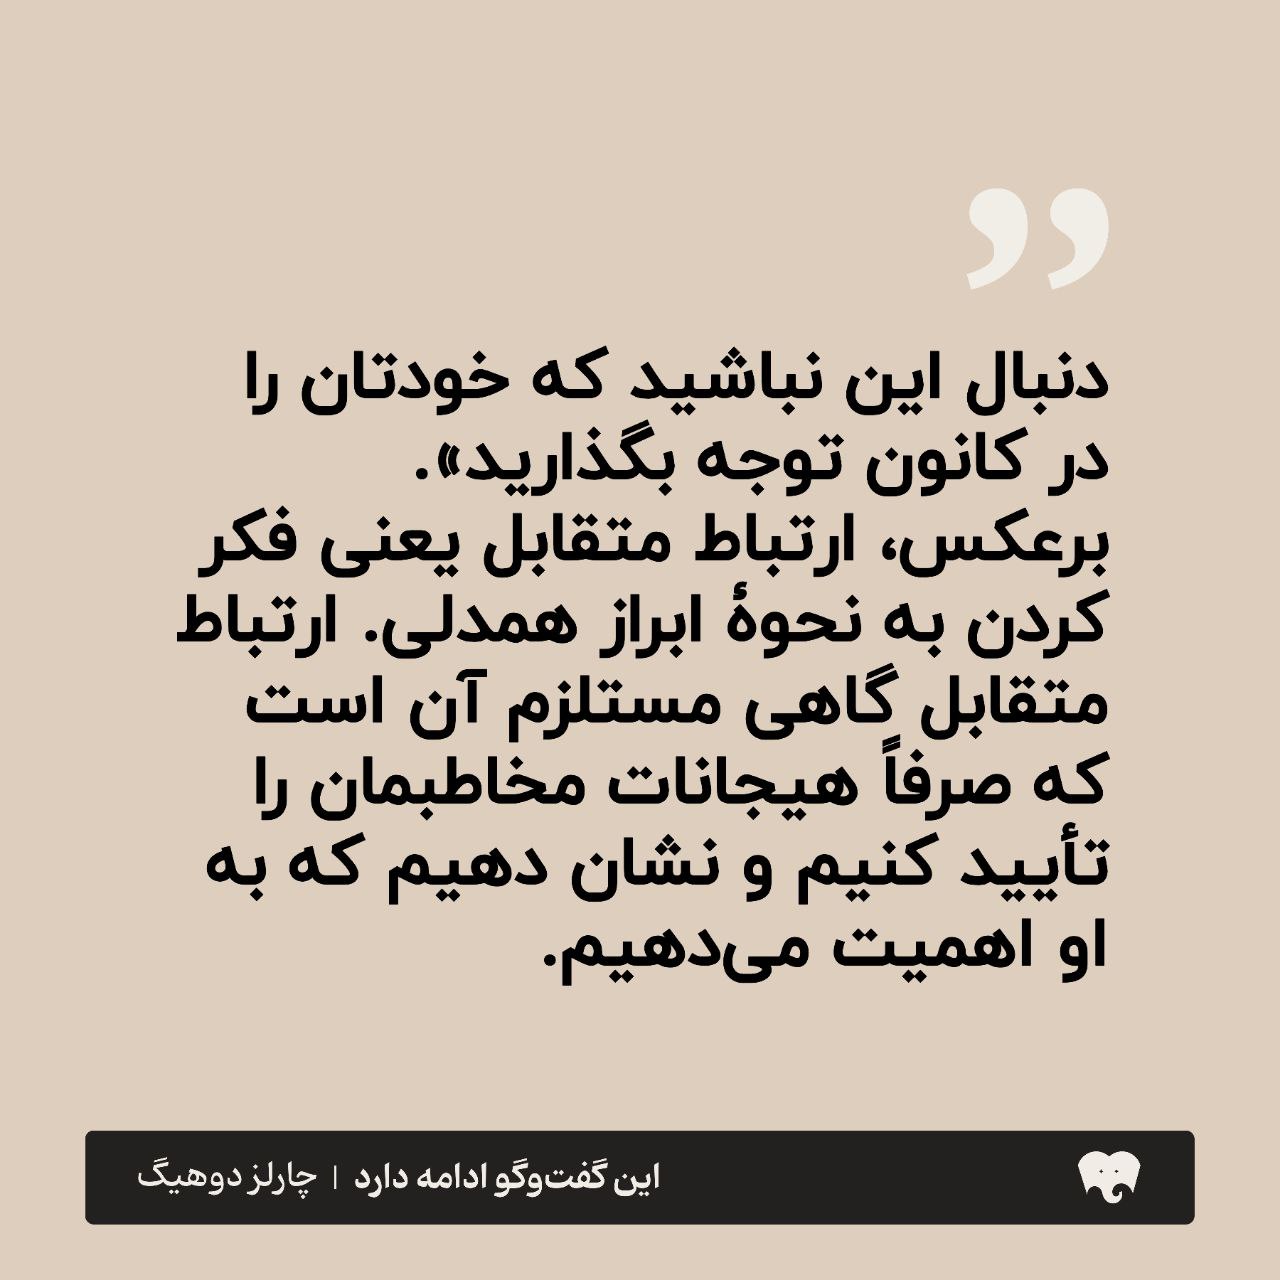 ”
دنبال این نباشید که خودتان را
در کانون توجه بگذارید».
برعکس، ارتباط متقابل یعنی فکر
کردن به نحوهٔ ابراز همدلی. ارتباط
متقابل گاهی مستلزم آن است
که صرفاً هیجانات مخاطبمان را
تأیید کنیم و نشان دهیم که به
او اهمیت می‌دهیم.
این گفت‌وگو ادامه دارد | چارلز دوهیگ